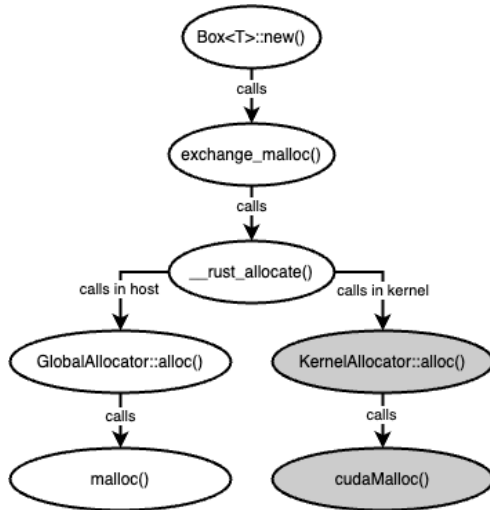 Box<T>::new()
calls
exchange_malloc()
calls
__rust_allocate()
calls in host
calls in kernel
GlobalAllocator::alloc()
KernelAllocator::alloc()
calls
calls
malloc()
cudaMalloc()